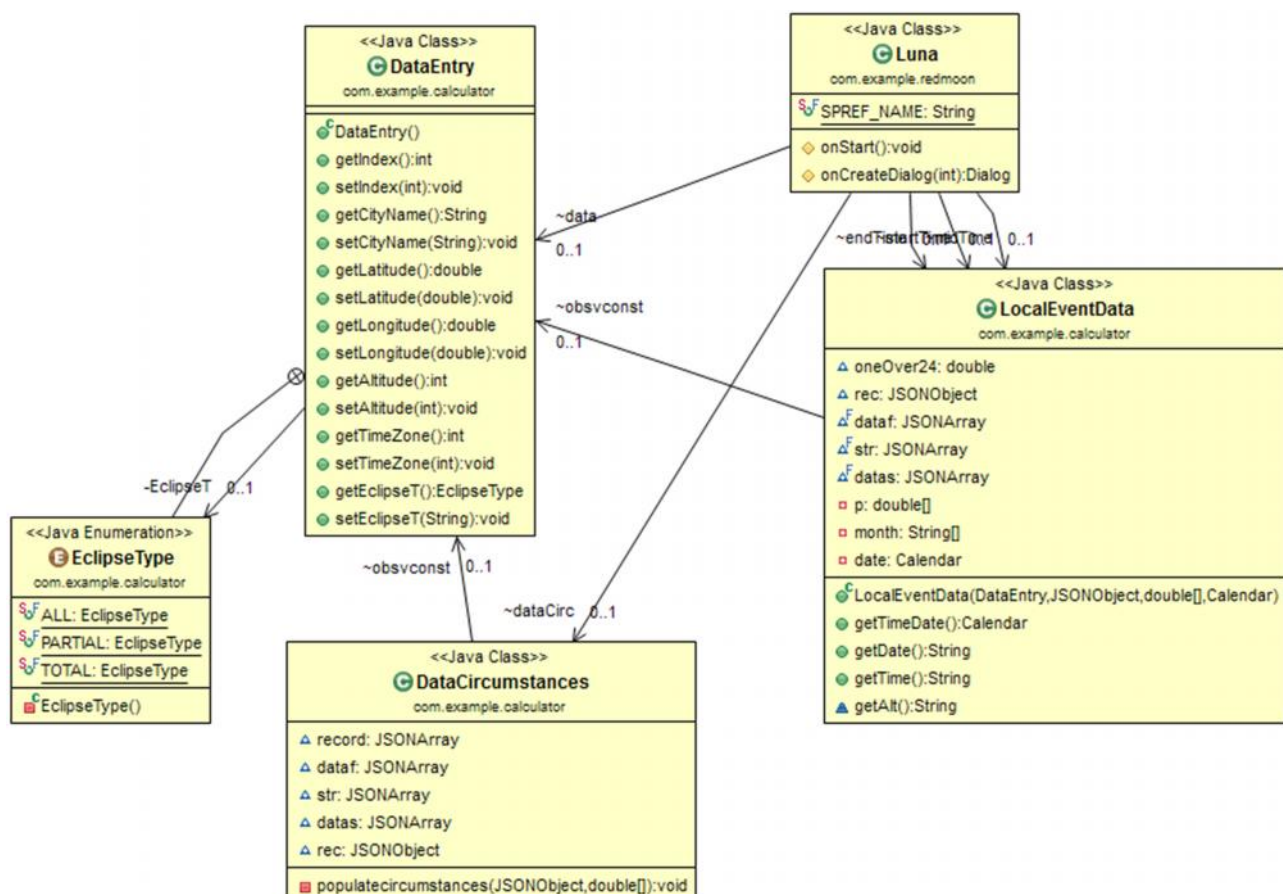 <<Java Class>>
DataEntry
com.example.calculator
DataEntry()
getIndex():int
setIndex(int):void
getCityName():String
setCityName(String):void
getLatitude():double
setLatitude(double):void
getLongitude():double
setLongitude(double):void
getAltitude():int
setAltitude(int):void
getTimeZone():int
setTimeZone(int):void
getEclipseT():EclipseType
setEclipseT(String):void
<<Java Class>>
Luna
com.example.redmoon
SPREF_NAME: String
onStart():void
onCreateDialog(int):Dialog
~data
0..1
0..1
~obsvconst
0..1
<<Java Class>>
LocalEventData
com.example.calculator
oneOver24: double
rec: JSONObject
dataf: JSONArray
str: JSONArray
datas: JSONArray
p: double[]
month: String[]
date: Calendar
LocalEventData(DataEntry,JSONObject,double[],Calendar)
getTimeDate():Calendar
getDate():String
getTime():String
getAlt():String
-EclipseT
0..1
<<Java Enumeration>>
EclipseType
com.example.calculator
ALL: EclipseType
PARTIAL: EclipseType
TOTAL: EclipseType
EclipseType()
~obsvconst
0..1
~dataCirc
0..1
<<Java Class>>
DataCircumstances
com.example.calculator
record: JSONArray
dataf: JSONArray
str: JSONArray
datas: JSONArray
rec: JSONObject
populatecircumstances(JSONObject,double[]):void